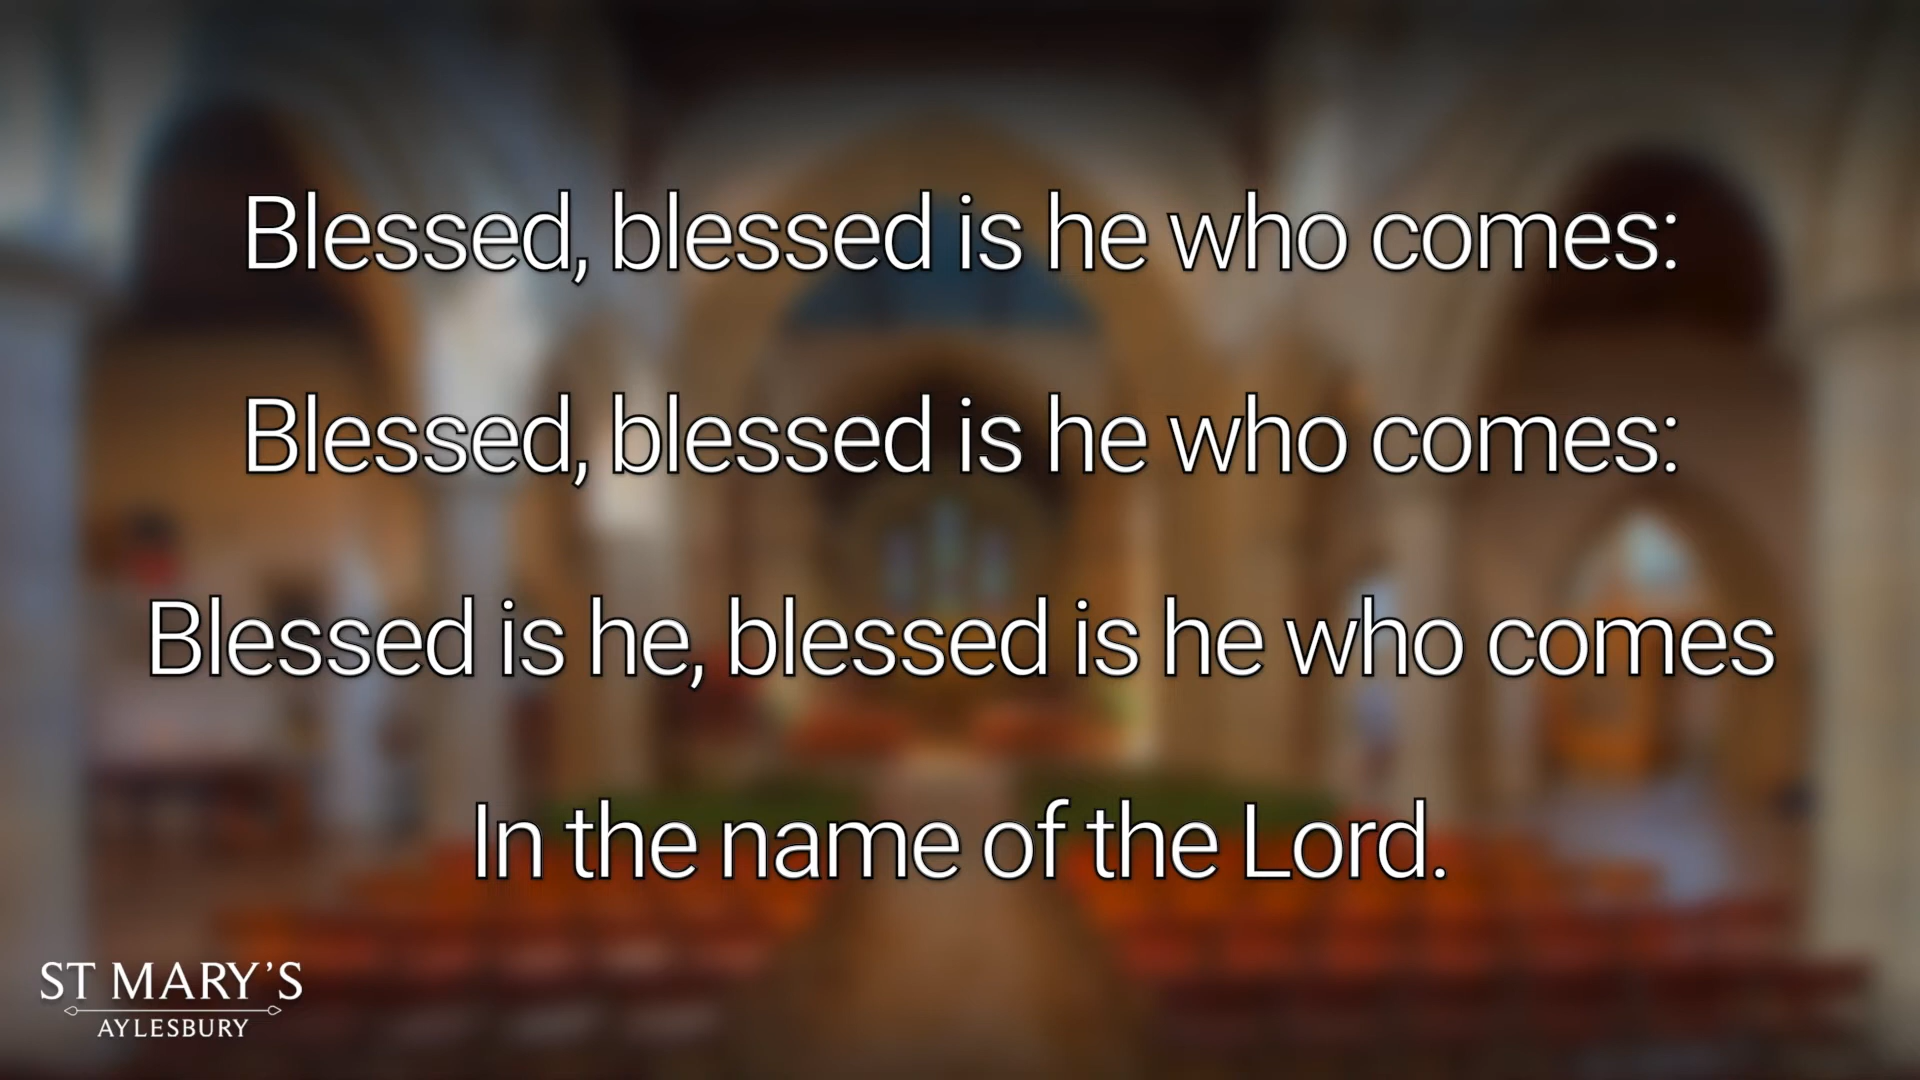 Blessed, blessed is he who comes:
Blessed, blessed is he who comes:
Blessed is he, blessed is he who comes
In the name of the Lord.
ST MARY'S
AYLESBURY